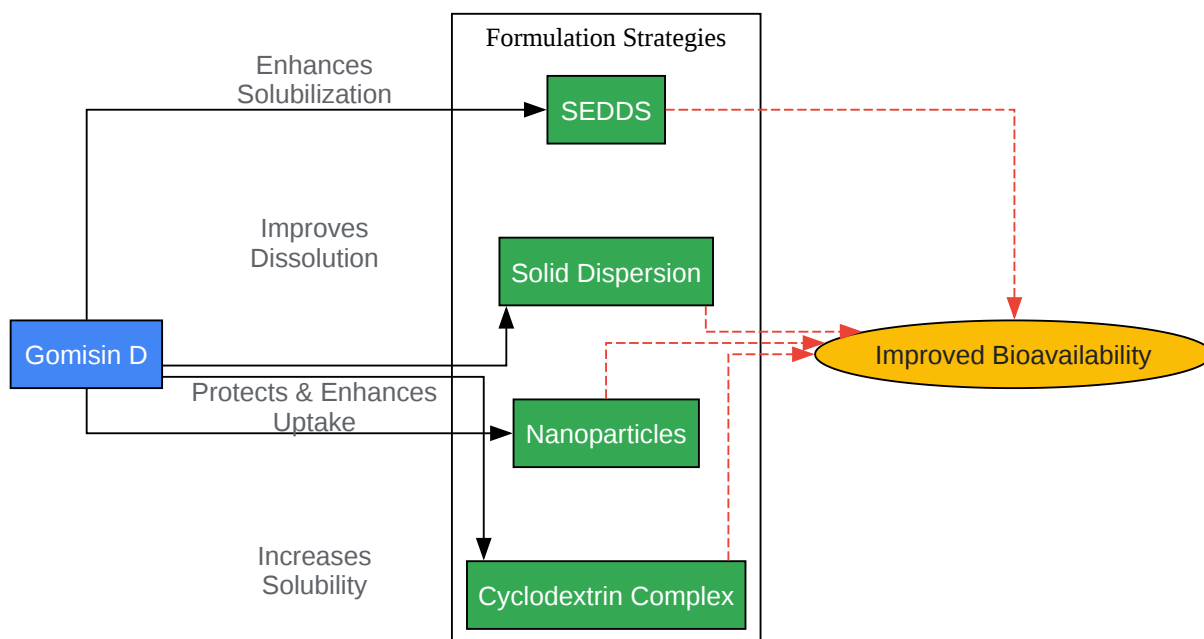 Formulation Strategies
Enhances
Solubilization
SEDDS
Improves
Dissolution
Solid Dispersion
Gomisin D
Improved Bioavailability
Protects & Enhances
Uptake
Nanoparticles
Increases
Solubility
Cyclodextrin Complex